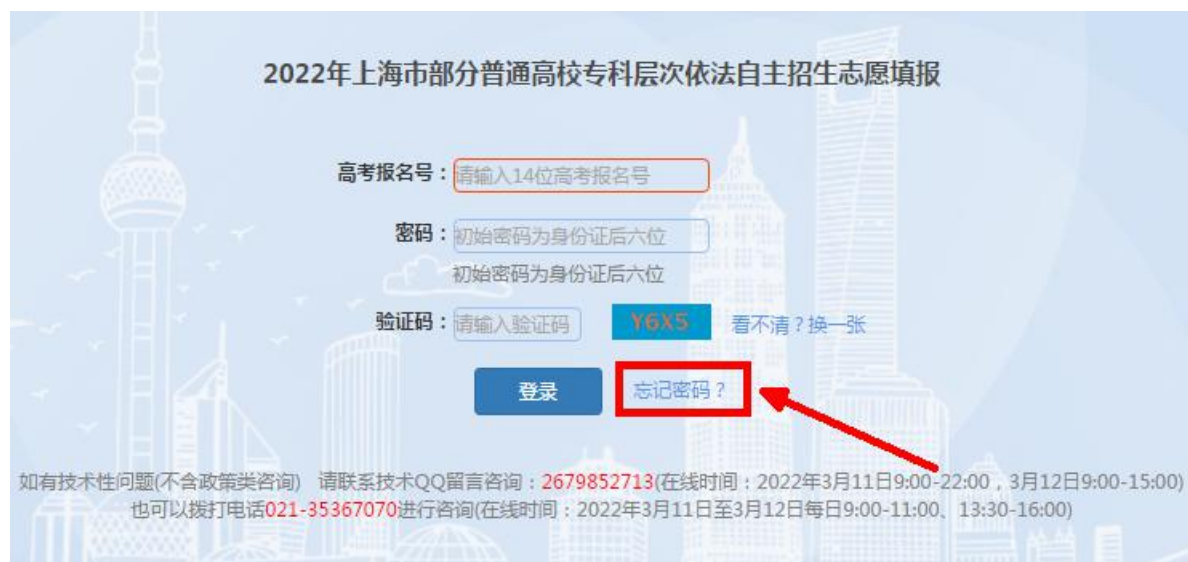 2022年上海市部分普通高校专科层次依法自主招生志愿填报
高考报名号：请输入14位高考报名号
密码：初始密码为身份证后六位
初始密码为身份证后六位
验证码：请输入验证码 Y6X5 看不清？换一张
登录 忘记密码？
如有技术性问题(不含政策类咨询) 请联系技术QQ留言咨询：2679852713(在线时间：2022年3月11日9:00-22:00，3月12日9:00-15:00)
也可以拨打电话021-35367070进行咨询(在线时间：2022年3月11日至3月12日每日9:00-11:00、13:30-16:00)